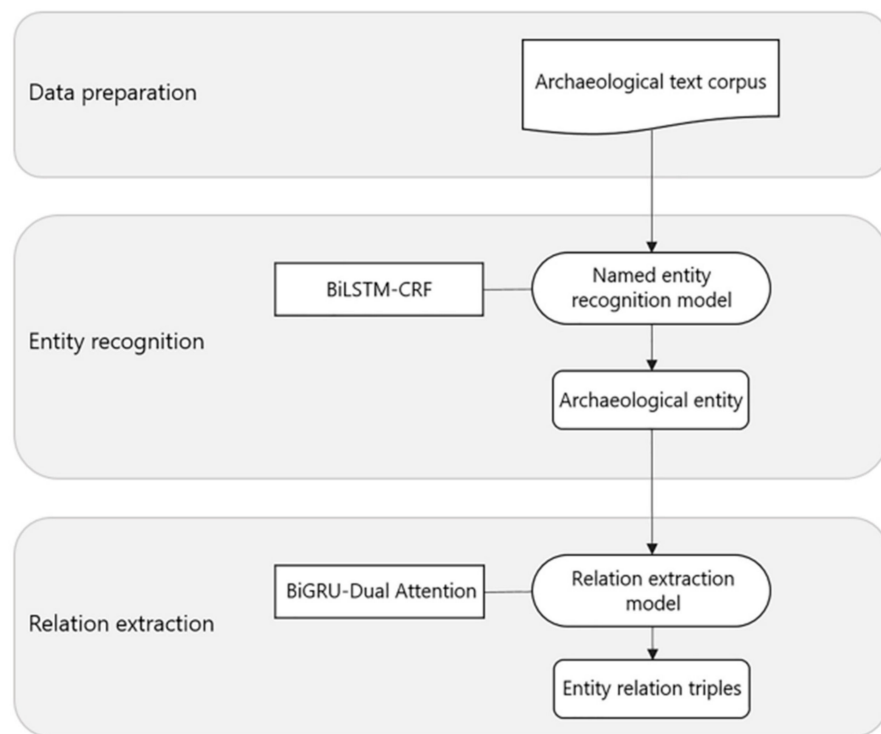 Data preparation
Archaeological text corpus
Entity recognition
BiLSTM-CRF
Named entity
recognition model
Archaeological entity
Relation extraction
BiGRU-Dual Attention
Relation extraction
model
Entity relation triples